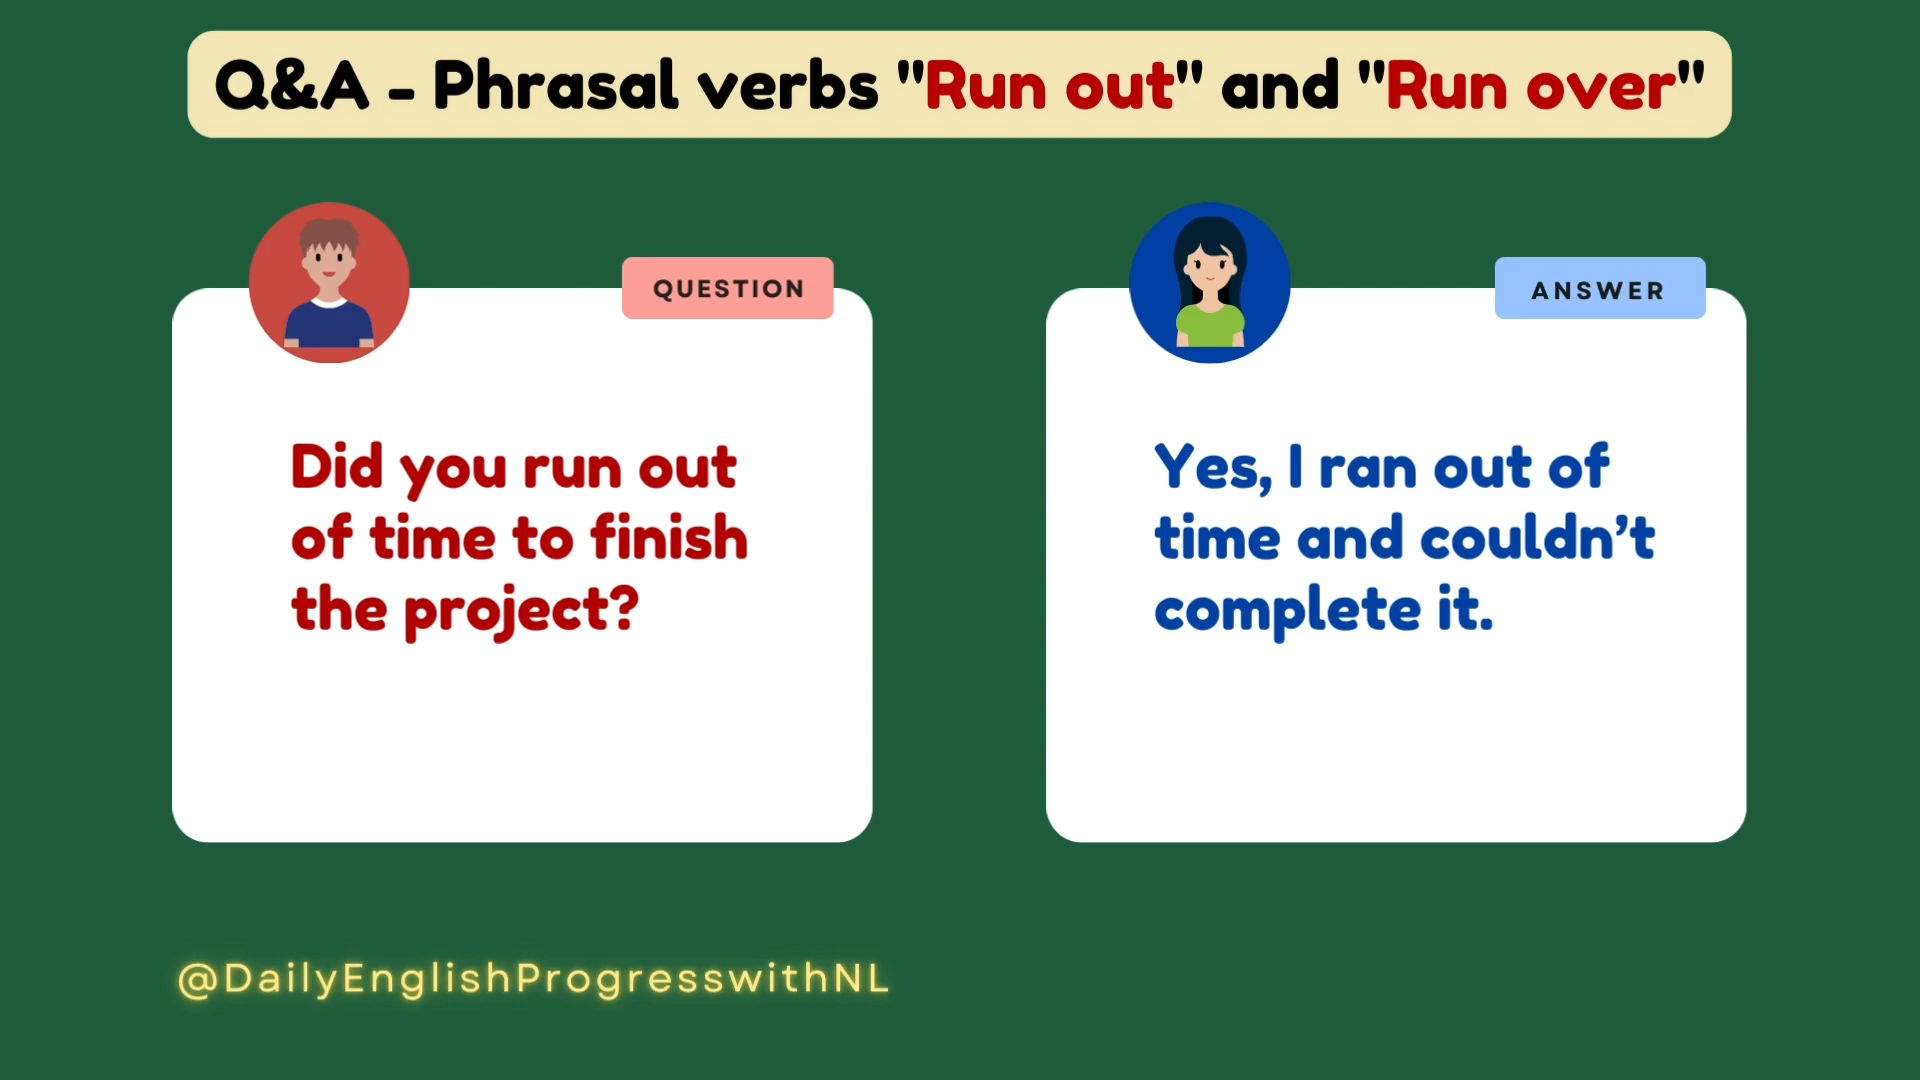 Q&A - Phrasal verbs "Run out" and "Run over"
QUESTION
Did you run out
of time to finish
the project?
ANSWER
Yes, I ran out of
time and couldn’t
complete it.
@DailyEnglishProgresswithNL